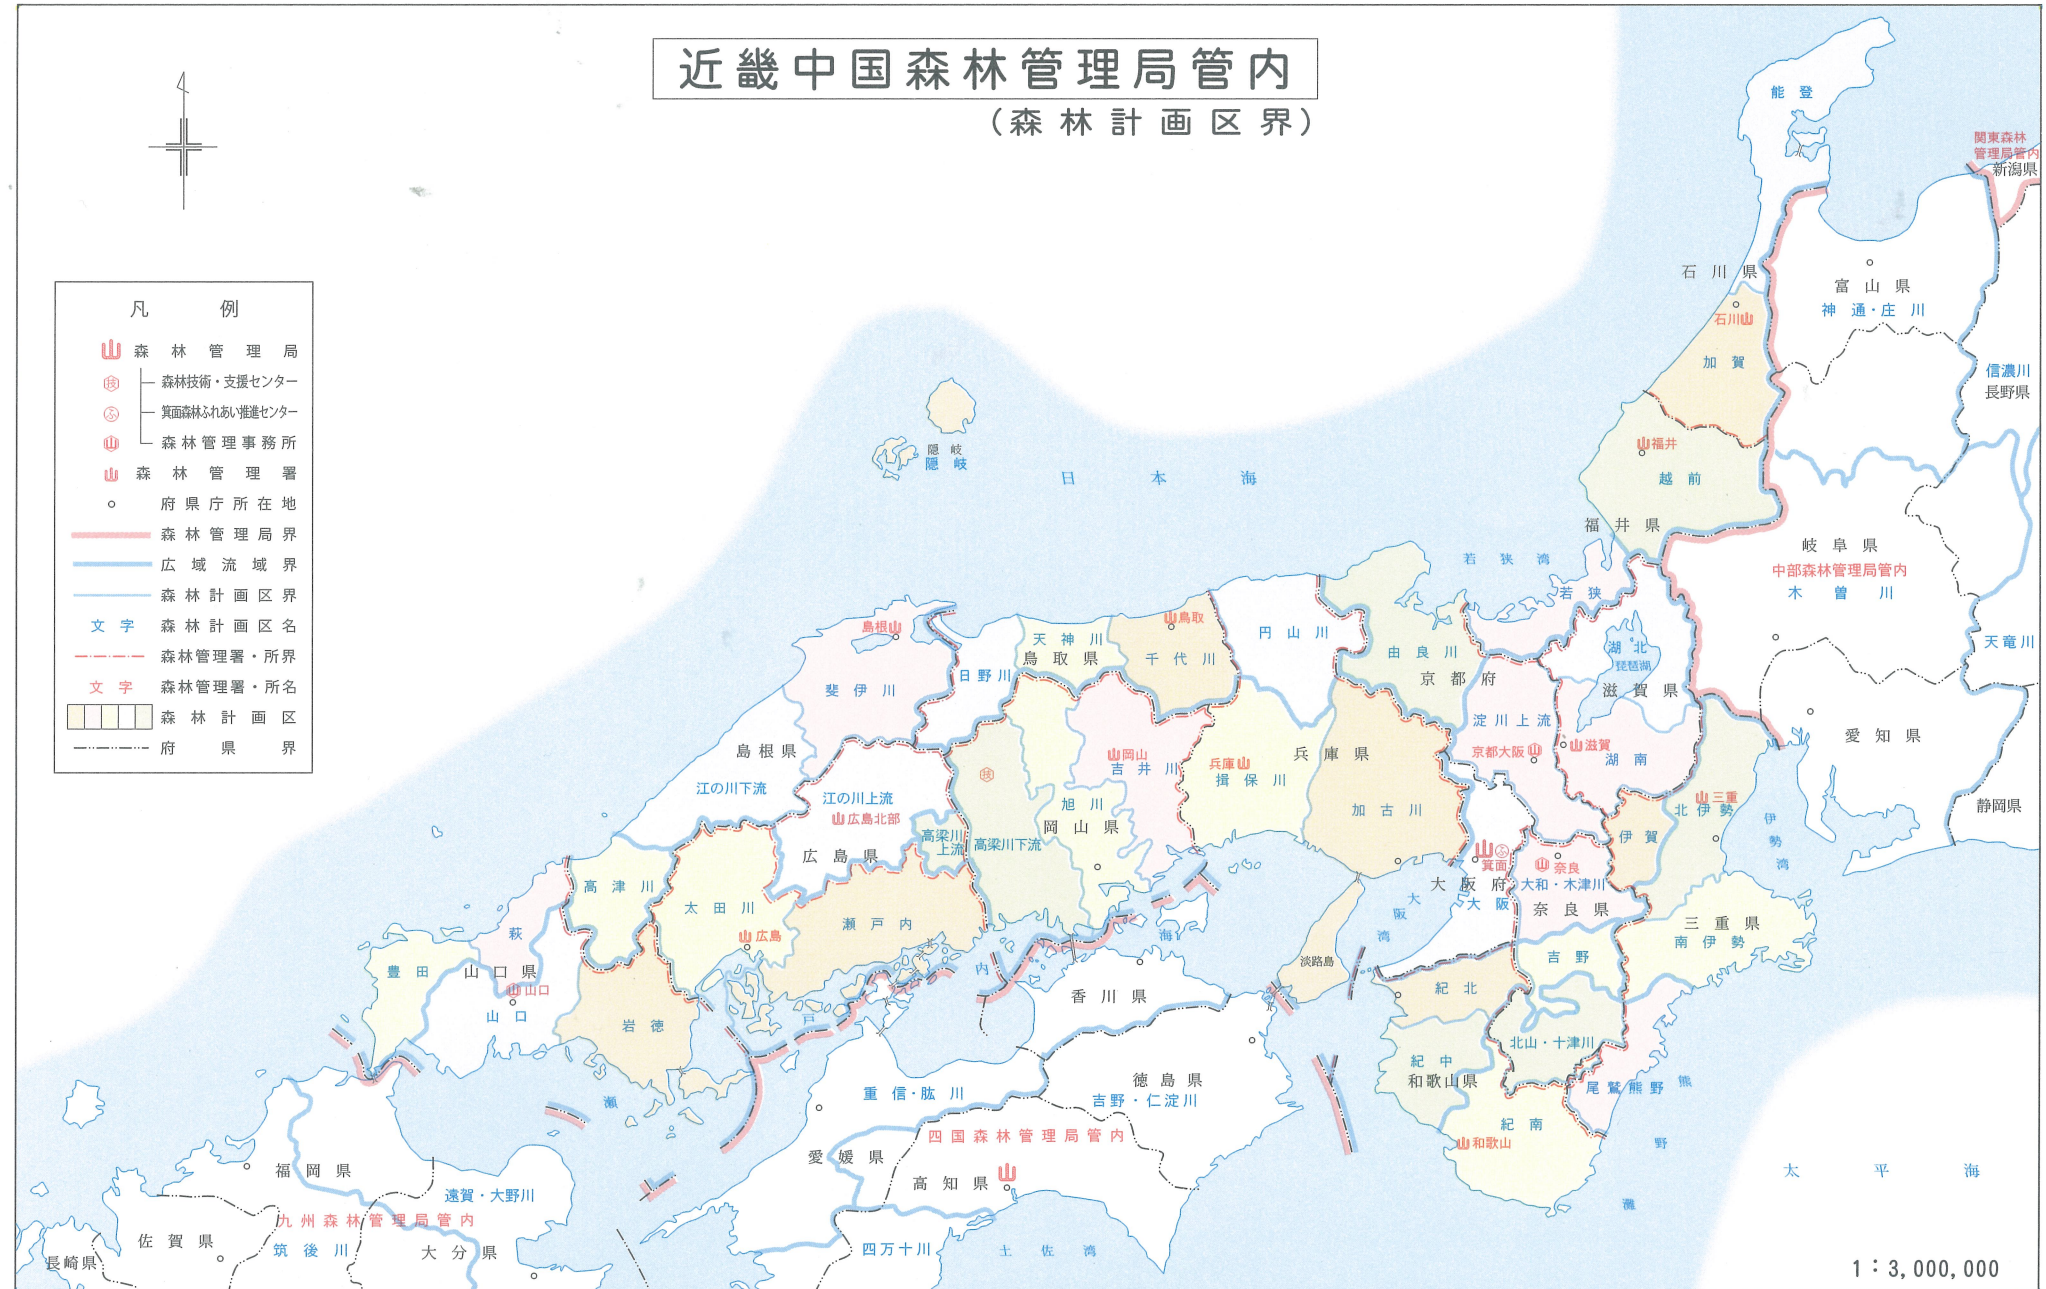 近畿中国森林管理局管内
（森林計画区界）
凡例
森林管理局
技 森林技術・支援センター
ふ 箕面森林ふれあい推進センター
森林管理事務所
森林管理署
府県庁所在地
森林管理局界
広域流域界
森林計画区界
文字 森林計画区名
森林管理署・所界
文字 森林管理署・所名
森林計画区
府県界
能登
関東森林
管理局管内
新潟県
石川県
石川
加賀
富山県
神通・庄川
信濃川
長野県
福井
越前
福井県
岐阜県
中部森林管理局管内
木曽川
天竜川
愛知県
静岡県
隠岐
隠岐
日本海
若狭湾
若狭
湖北
琵琶湖
滋賀県
滋賀
湖南
島根
斐伊川
島根県
江の川下流
日野川
天神川
鳥取県
鳥取
千代川
円山川
由良川
京都府
淀川上流
京都大阪
兵庫
揖保川
兵庫県
加古川
岡山
吉井川
旭川
岡山県
技
高梁川下流
高梁川
上流
江の川上流
広島北部
広島県
高津川
太田川
広島
瀬戸内
萩
豊田
山口県
山口
山口
岩徳
ふ
箕面
大阪府
大阪
奈良
大和・木津川
奈良県
吉野
北山・十津川
伊賀
北伊勢
三重
伊勢湾
三重県
南伊勢
尾鷲熊野
紀北
紀中
和歌山県
紀南
和歌山
淡路島
大阪湾
瀬戸内海
熊野灘
太平海
香川県
徳島県
吉野・仁淀川
重信・肱川
四国森林管理局管内
愛媛県
高知県
四万十川
土佐湾
福岡県
遠賀・大野川
九州森林管理局管内
佐賀県
筑後川
大分県
長崎県
1：3,000,000